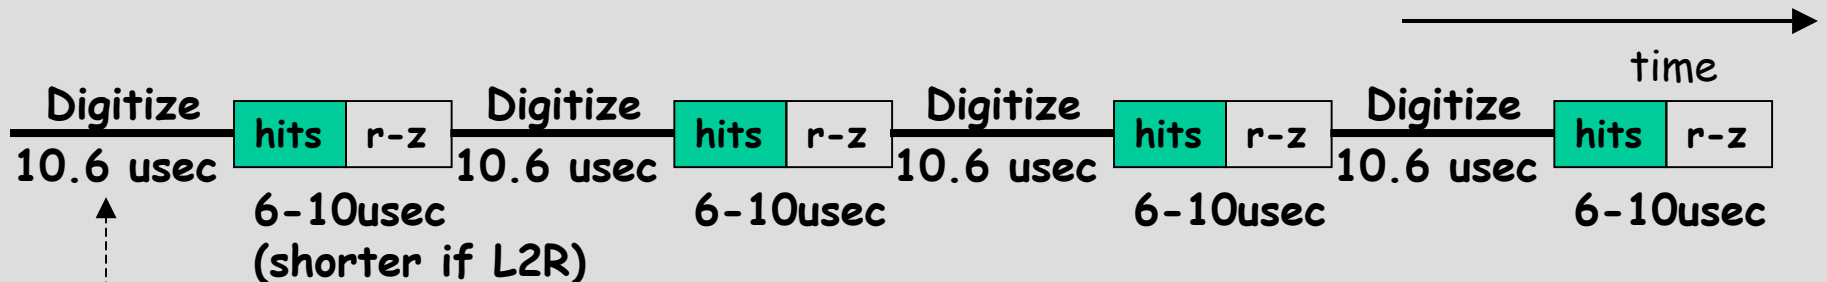 time
Digitize Digitize Digitize Digitize
hits r-z hits r-z hits r-z hits r-z
10.6 usec 10.6 usec 10.6 usec 10.6 usec
6-10usec 6-10usec 6-10usec 6-10usec
(shorter if L2R)